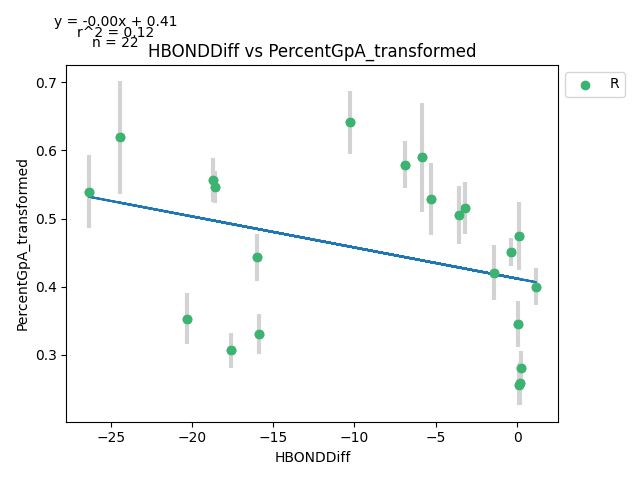 y = -0.00x + 0.41
r^2 = 0.12
n = 22
HBONDDiff vs PercentGpA_transformed
R
0.7
0.6
0.5
0.4
0.3
PercentGpA_transformed
−25
−20
−15
−10
−5
0
HBONDDiff